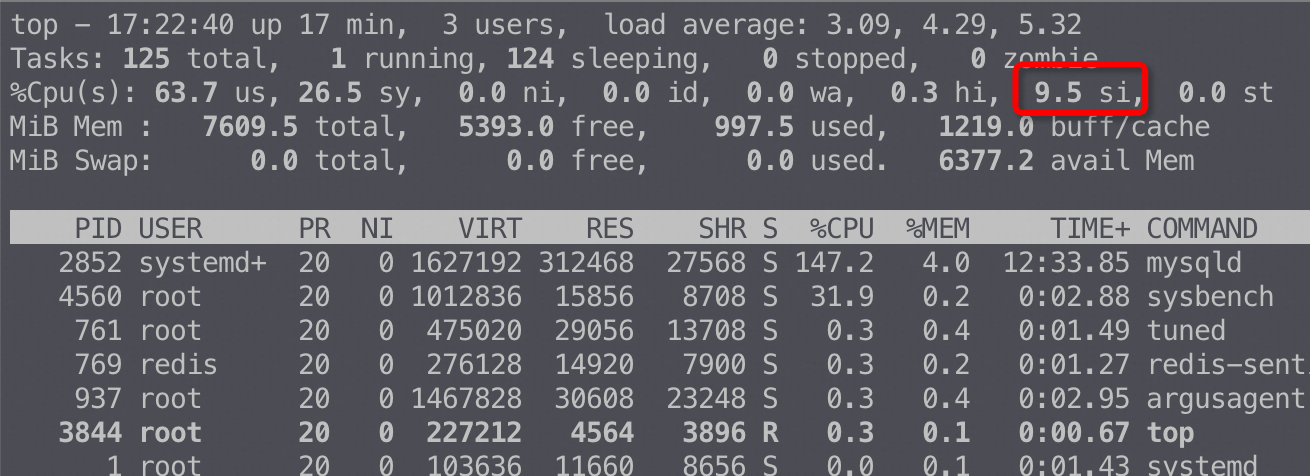 top - 17:22:40 up 17 min,  3 users,  load average: 3.09, 4.29, 5.32
Tasks: 125 total,   1 running, 124 sleeping,   0 stopped,   0 zombie
%Cpu(s): 63.7 us, 26.5 sy,  0.0 ni,  0.0 id,  0.0 wa,  0.3 hi,  9.5 si,  0.0 st
MiB Mem :   7609.5 total,   5393.0 free,    997.5 used,   1219.0 buff/cache
MiB Swap:      0.0 total,      0.0 free,      0.0 used.   6377.2 avail Mem
PID USER      PR  NI    VIRT    RES    SHR S  %CPU  %MEM     TIME+ COMMAND
2852 systemd+  20   0 1627192 312468  27568 S 147.2   4.0  12:33.85 mysqld
4560 root      20   0 1012836  15856   8708 S  31.9   0.2   0:02.88 sysbench
761 root      20   0  475020  29056  13708 S   0.3   0.4   0:01.49 tuned
769 redis     20   0  276128  14920   7900 S   0.3   0.2   0:01.27 redis-sent
937 root      20   0 1467828  30608  23248 S   0.3   0.4   0:02.95 argusagent
3844 root      20   0  227212   4564   3896 R   0.3   0.1   0:00.67 top
1 root      20   0  103636  11660   8656 S   0.0   0.1   0:01.43 systemd